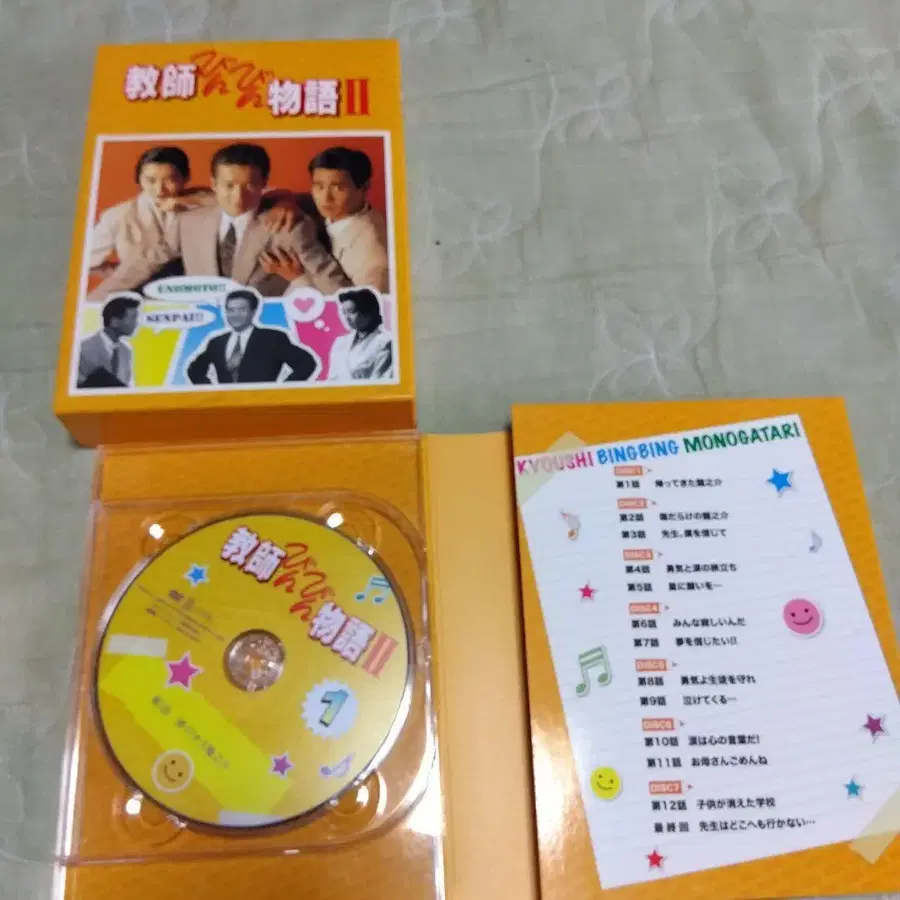 教師びんびん物語II
ENOMOTO!!
SENPAI!!
教師びんびん物語II
1
KYOUSHI BINGBING MONOGATARI
DISC1
第1話 帰ってきた龍之介
DISC2
第2話 傷だらけの龍之介
第3話 先生、僕を信じて
DISC3
第4話 勇気と涙の旅立ち
第5話 星に願いを…
DISC4
第6話 みんな寂しいんだ
第7話 夢を信じたい!!
DISC5
第8話 勇気よ生徒を守れ
第9話 泣けてくる…
DISC6
第10話 涙は心の言葉だ!
第11話 お母さんごめんね
DISC7
第12話 子供が消えた学校
最終回 先生はどこへも行かない…